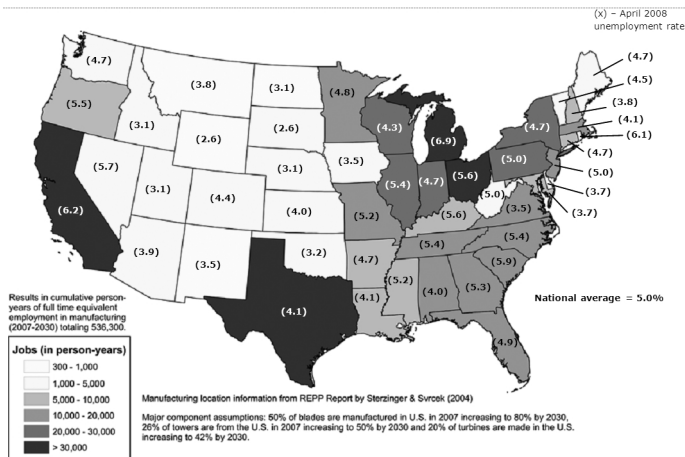 (x) – April 2008
unemployment rate
(4.7)
(4.7)
(3.8)
(3.1)
(4.8)
(4.5)
(5.5)
(3.8)
(3.1)
(2.6)
(4.3)
(6.9)
(4.7)
(4.1)
(6.1)
(2.6)
(3.5)
(5.0)
(4.7)
(5.7)
(3.1)
(5.6)
(5.0)
(3.1)
(4.4)
(5.4)
(4.7)
(5.0)
(3.7)
(6.2)
(4.0)
(5.2)
(5.6)
(3.5)
(3.7)
(3.9)
(3.5)
(3.2)
(4.7)
(5.4)
(5.4)
(5.9)
(4.1)
(4.1)
(5.2)
(4.0)
(5.3)
(4.9)
National average = 5.0%
Results in cumulative person-
years of full time equivalent
employment in manufacturing
(2007-2030) totaling 536,300.
Jobs (in person-years)
300 - 1,000
1,000 - 5,000
5,000 - 10,000
10,000 - 20,000
20,000 - 30,000
> 30,000
Manufacturing location information from REPP Report by Sterzinger & Svrcek (2004)
Major component assumptions: 50% of blades are manufactured in U.S. in 2007 increasing to 80% by 2030,
26% of towers are from the U.S. in 2007 increasing to 50% by 2030 and 20% of turbines are made in the U.S.
increasing to 42% by 2030.